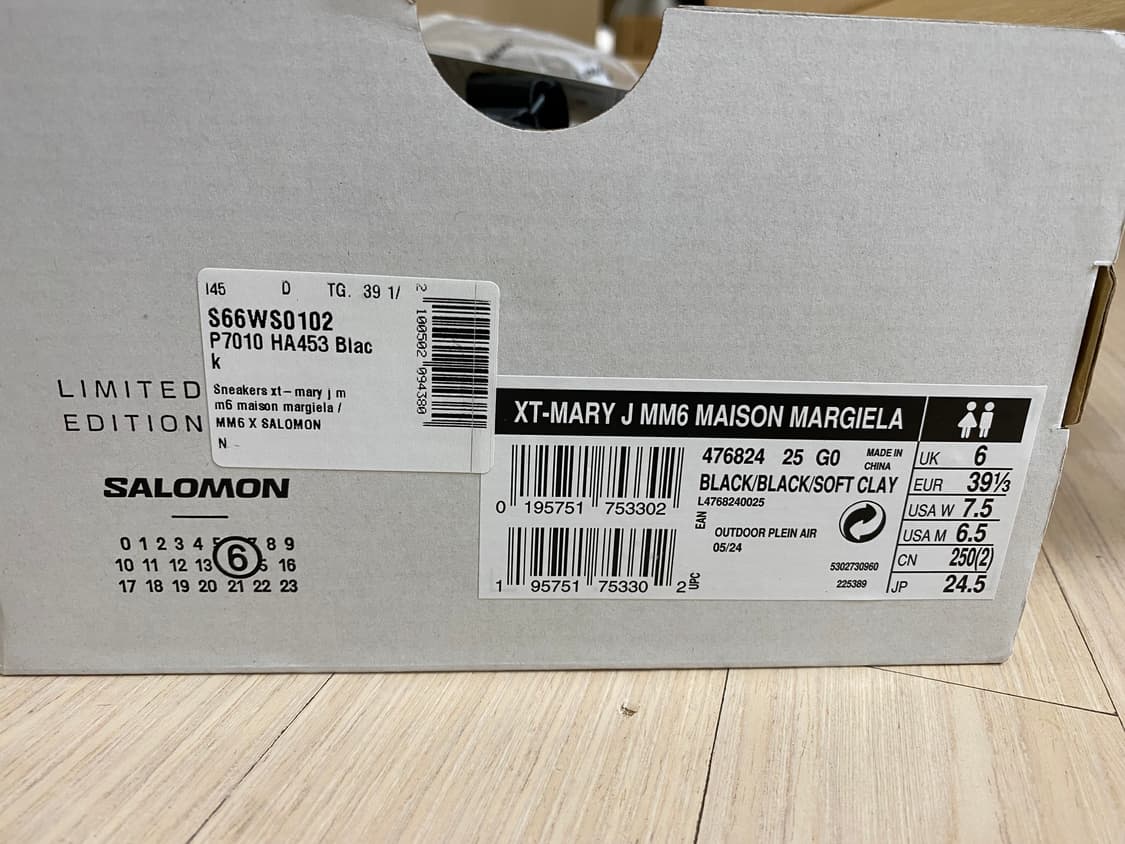 I45 D TG. 39 1/
S66WS0102
P7010 HA453 Blac
k
Sneakers xt-mary j m
m6 maison margiela /
MM6 X SALOMON
N
2 100502 094380
LIMITED
EDITION
SALOMON
0 1 2 3 4 5 6 7 8 9
10 11 12 13 16
17 18 19 20 21 22 23
XT-MARY J MM6 MAISON MARGIELA
0 195751 753302
EAN
1 95751 75330 2
UPC
476824 25 G0
MADE IN
CHINA
BLACK/BLACK/SOFT CLAY
L4768240025
OUTDOOR PLEIN AIR
05/24
5302730960
225389
UK 6
EUR 39⅓
USA W 7.5
USA M 6.5
CN 250(2)
JP 24.5